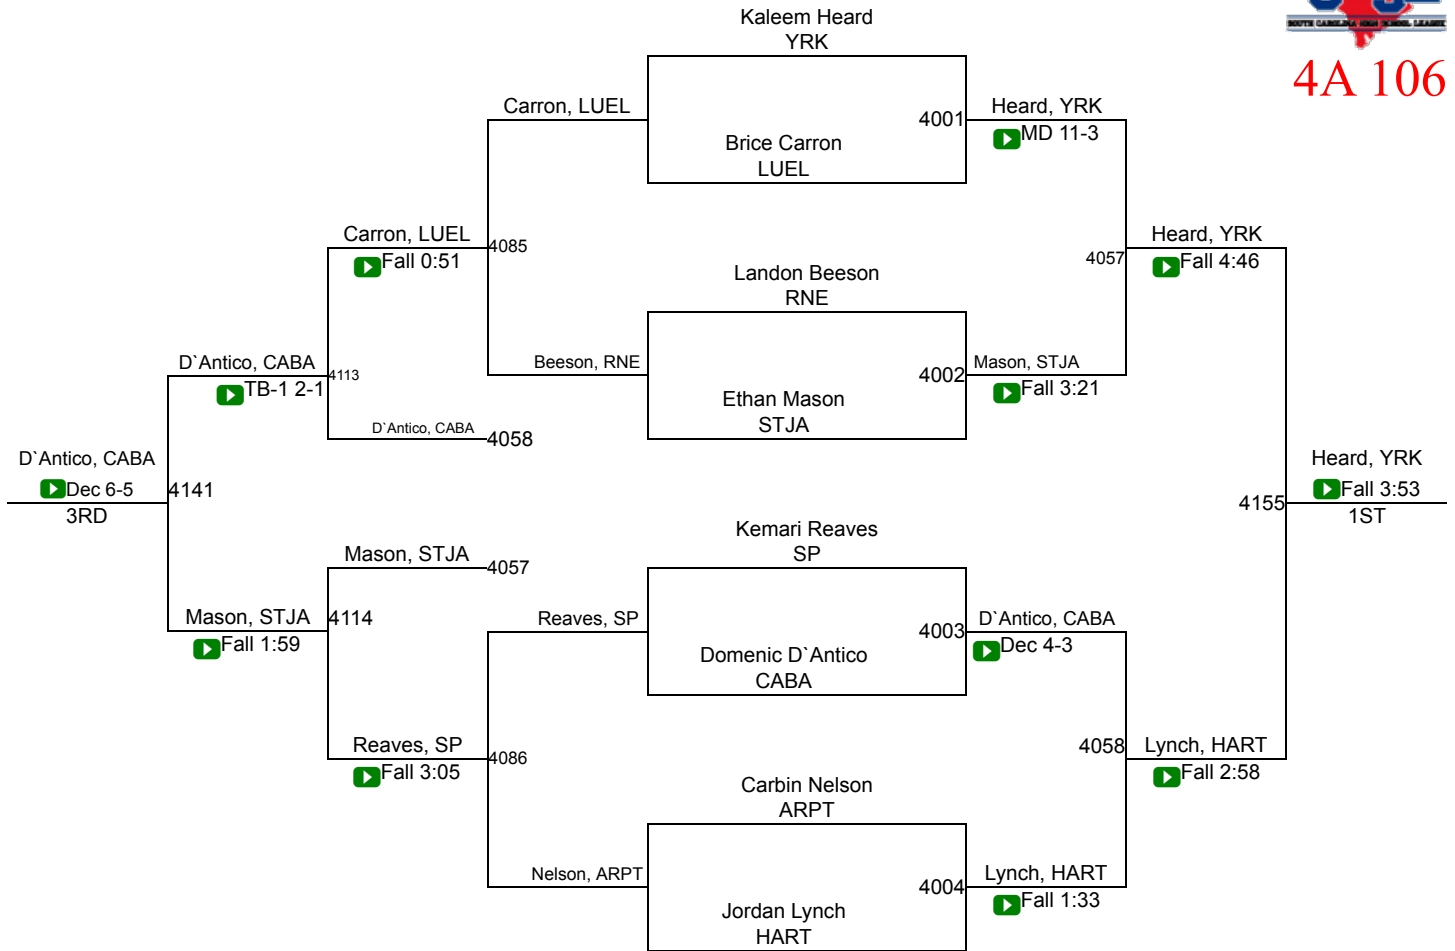 SOUTH CAROLINA HIGH SCHOOL LEAGUE
4A 106
Kaleem Heard
YRK
Carron, LUEL
4001
Heard, YRK
MD 11-3
Brice Carron
LUEL
Carron, LUEL
4085
Fall 0:51
4057
Heard, YRK
Fall 4:46
Landon Beeson
RNE
D`Antico, CABA
4113
TB-1 2-1
Beeson, RNE
4002
Mason, STJA
Fall 3:21
Ethan Mason
STJA
D`Antico, CABA
4058
D`Antico, CABA
Dec 6-5
4141
3RD
4155
Heard, YRK
Fall 3:53
1ST
Kemari Reaves
SP
Mason, STJA
4057
Mason, STJA
4114
Fall 1:59
Reaves, SP
4003
D`Antico, CABA
Dec 4-3
Domenic D`Antico
CABA
Reaves, SP
4086
Fall 3:05
4058
Lynch, HART
Fall 2:58
Carbin Nelson
ARPT
Nelson, ARPT
4004
Lynch, HART
Fall 1:33
Jordan Lynch
HART